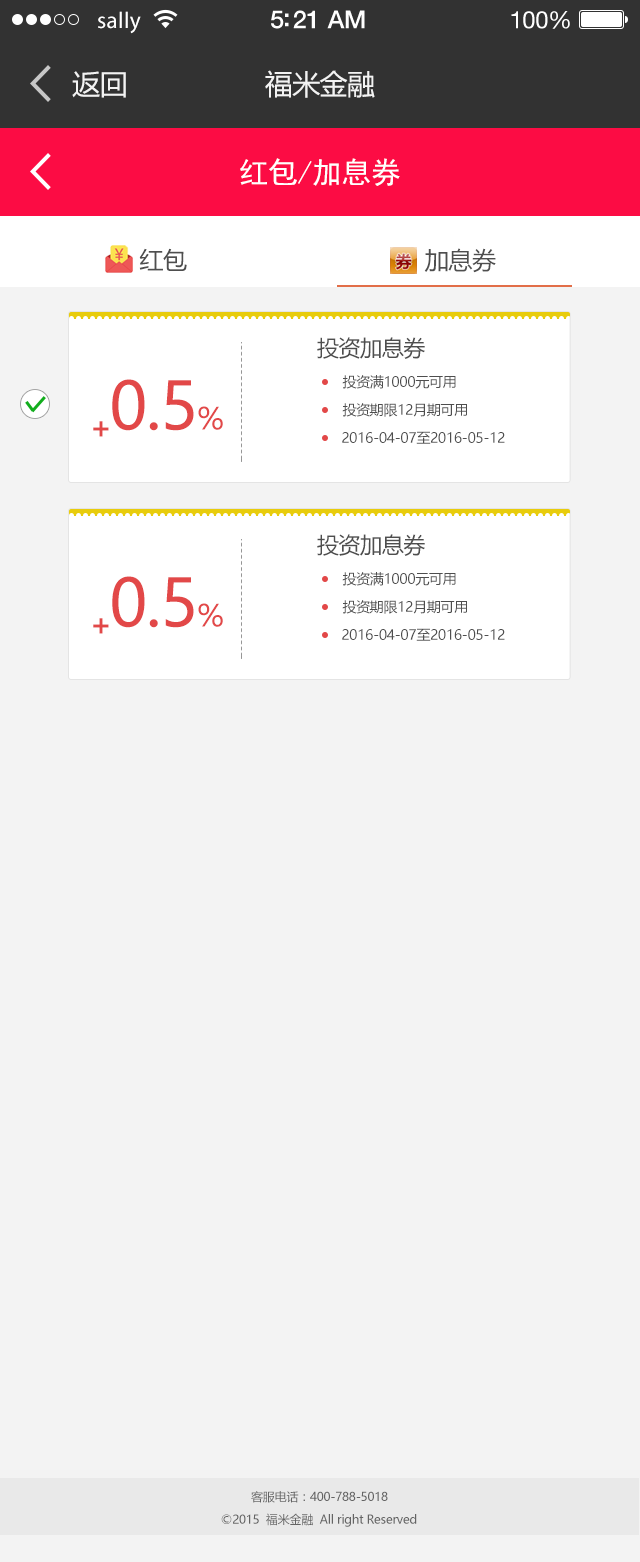 sally 5:21 AM 100%
返回 福米金融
红包/加息券
红包 券 加息券
投资加息券
+0.5%
投资满1000元可用
投资期限12月期可用
2016-04-07至2016-05-12
投资加息券
+0.5%
投资满1000元可用
投资期限12月期可用
2016-04-07至2016-05-12
客服电话：400-788-5018
©2015 福米金融 All right Reserved